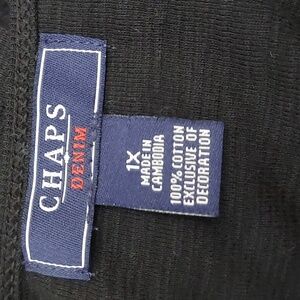 CHAPS
DENIM
1X
MADE IN
CAMBODIA
100% COTTON
EXCLUSIVE OF
DECORATION